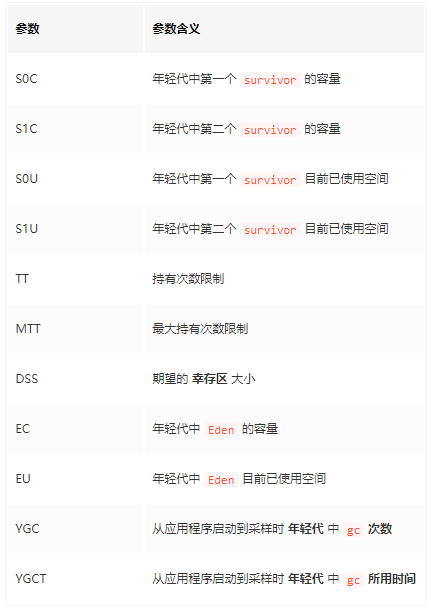 参数 参数含义
S0C 年轻代中第一个 survivor 的容量
S1C 年轻代中第二个 survivor 的容量
S0U 年轻代中第一个 survivor 目前已使用空间
S1U 年轻代中第二个 survivor 目前已使用空间
TT 持有次数限制
MTT 最大持有次数限制
DSS 期望的 幸存区 大小
EC 年轻代中 Eden 的容量
EU 年轻代中 Eden 目前已使用空间
YGC 从应用程序启动到采样时 年轻代 中 gc 次数
YGCT 从应用程序启动到采样时 年轻代 中 gc 所用时间